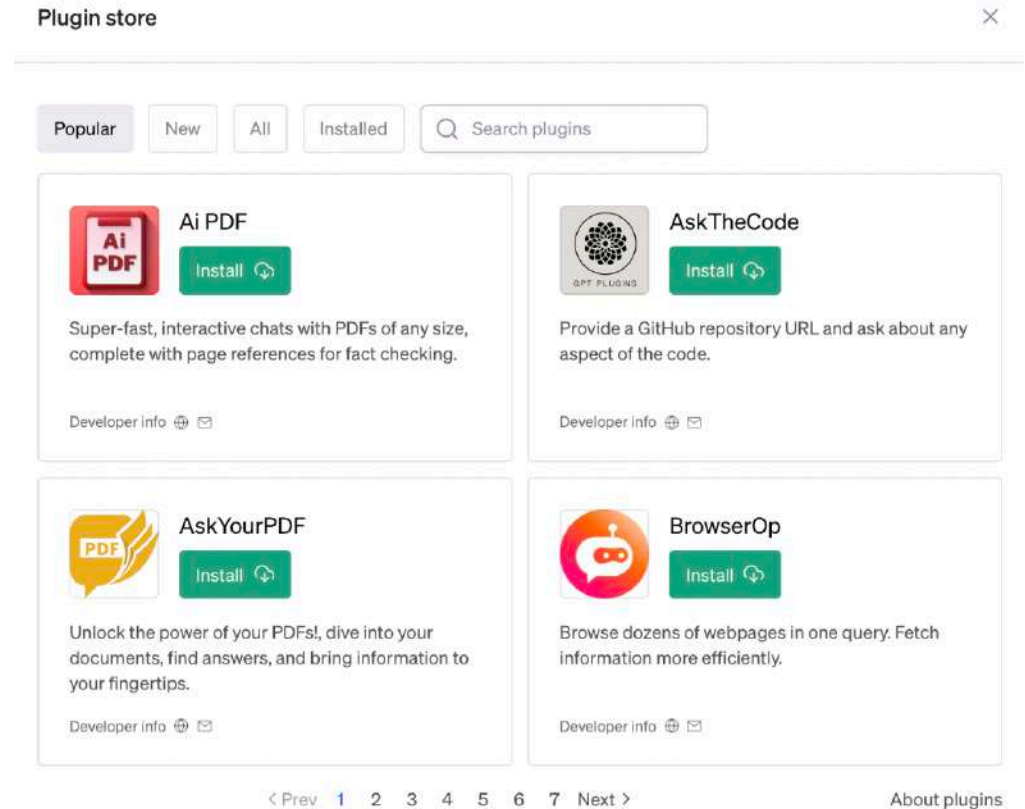 Plugin store
Popular
New
All
Installed
Search plugins
Ai PDF
Ai
PDF
Install
Super-fast, interactive chats with PDFs of any size,
complete with page references for fact checking.
Developer info
AskTheCode
GPT PLUGINS
Install
Provide a GitHub repository URL and ask about any
aspect of the code.
Developer info
AskYourPDF
PDF
Install
Unlock the power of your PDFs!, dive into your
documents, find answers, and bring information to
your fingertips.
Developer info
BrowserOp
Install
Browse dozens of webpages in one query. Fetch
information more efficiently.
Developer info
< Prev 1 2 3 4 5 6 7 Next >
About plugins